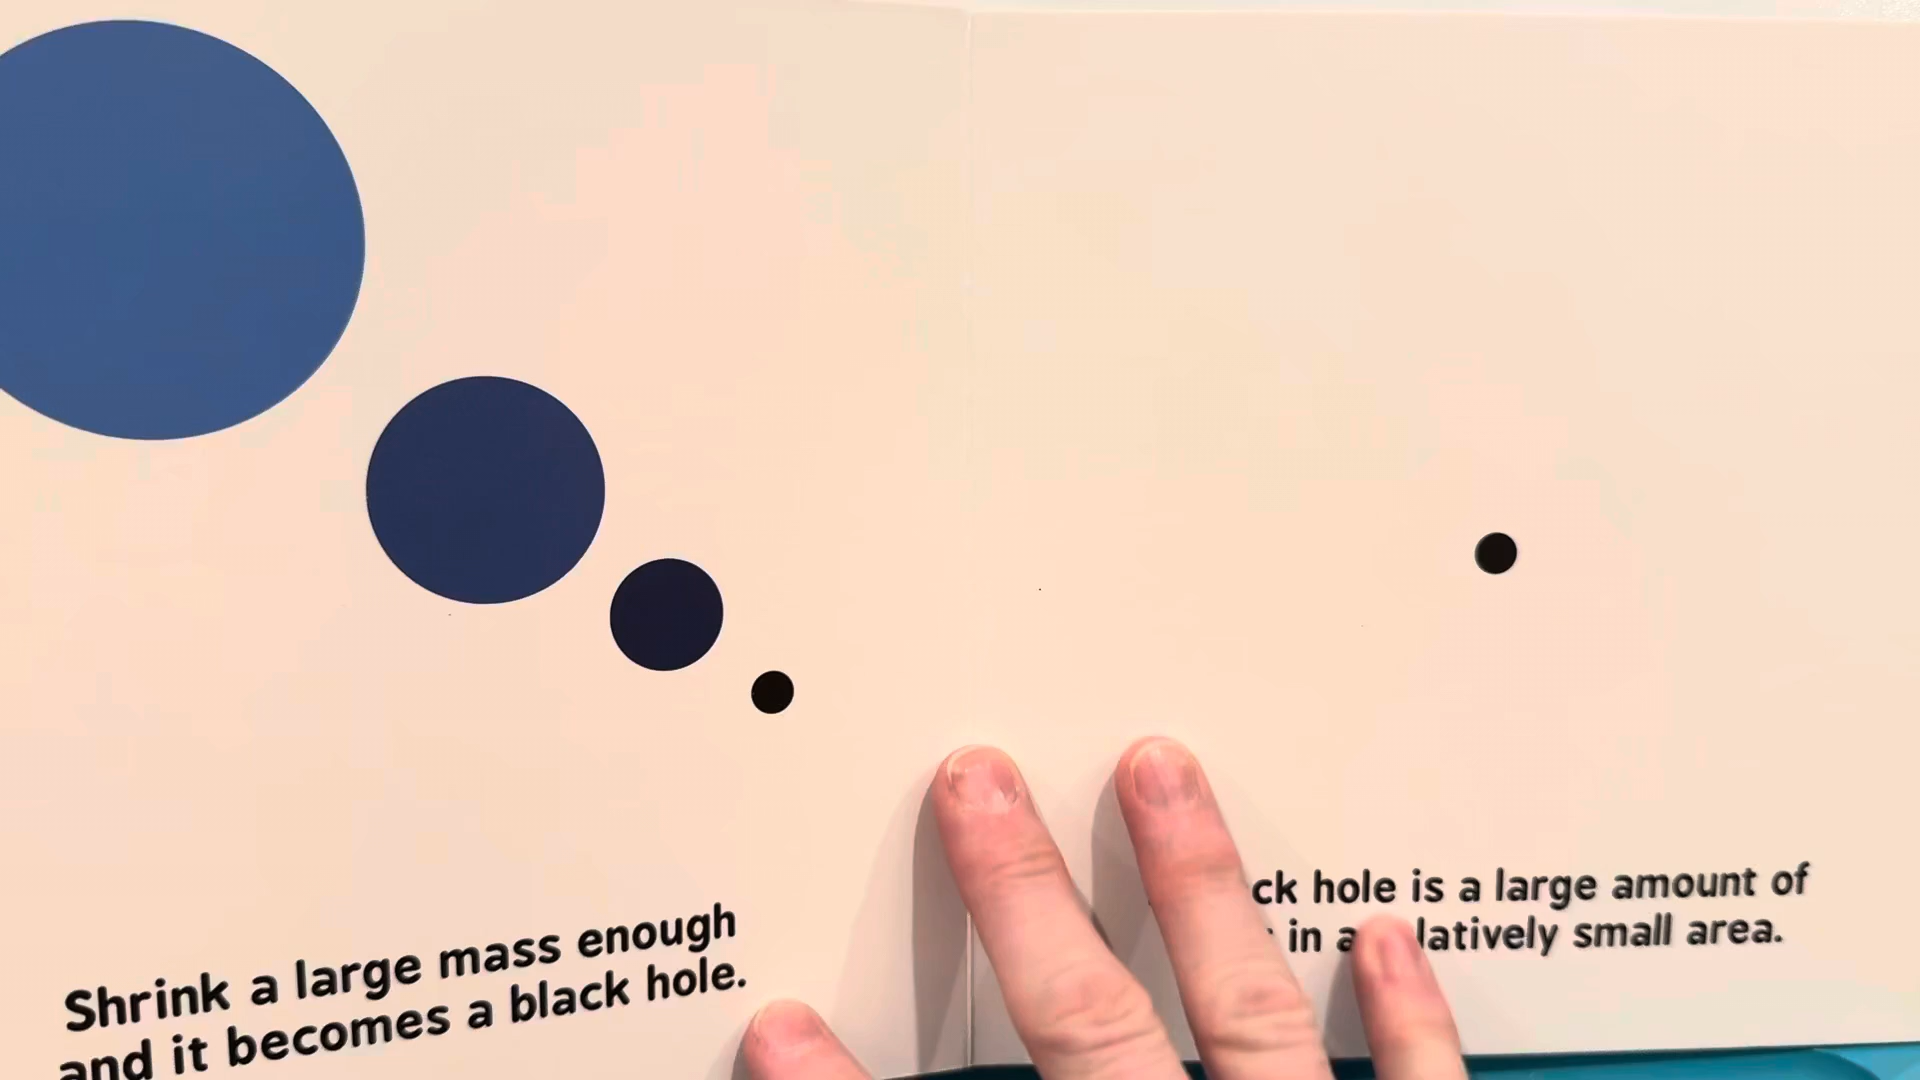 Shrink a large mass enough
and it becomes a black hole.
ck hole is a large amount of
in a latively small area.